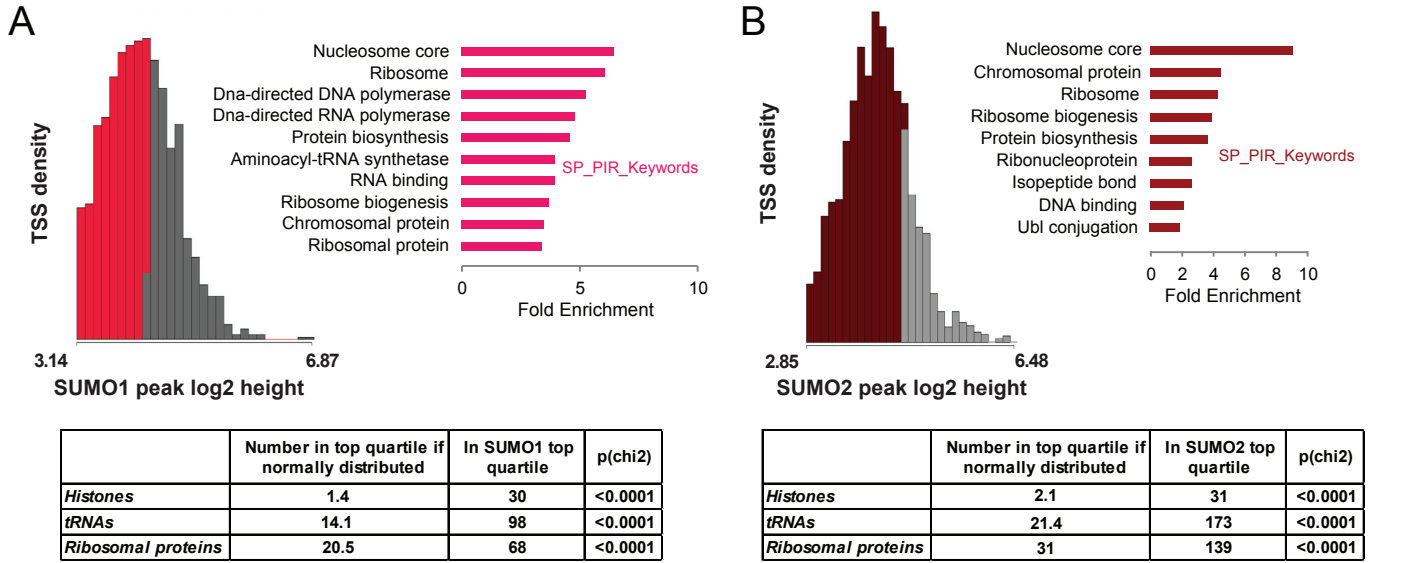 A
TSS density
3.14
6.87
SUMO1 peak log2 height
Nucleosome core
Ribosome
Dna-directed DNA polymerase
Dna-directed RNA polymerase
Protein biosynthesis
Aminoacyl-tRNA synthetase
RNA binding
Ribosome biogenesis
Chromosomal protein
Ribosomal protein
SP_PIR_Keywords
0 5 10
Fold Enrichment
Number in top quartile if
normally distributed
In SUMO1 top
quartile
p(chi2)
Histones 1.4 30 <0.0001
tRNAs 14.1 98 <0.0001
Ribosomal proteins 20.5 68 <0.0001
B
TSS density
2.85
6.48
SUMO2 peak log2 height
Nucleosome core
Chromosomal protein
Ribosome
Ribosome biogenesis
Protein biosynthesis
Ribonucleoprotein
Isopeptide bond
DNA binding
Ubl conjugation
SP_PIR_Keywords
0 2 4 6 8 10
Fold Enrichment
Number in top quartile if
normally distributed
In SUMO2 top
quartile
p(chi2)
Histones 2.1 31 <0.0001
tRNAs 21.4 173 <0.0001
Ribosomal proteins 31 139 <0.0001